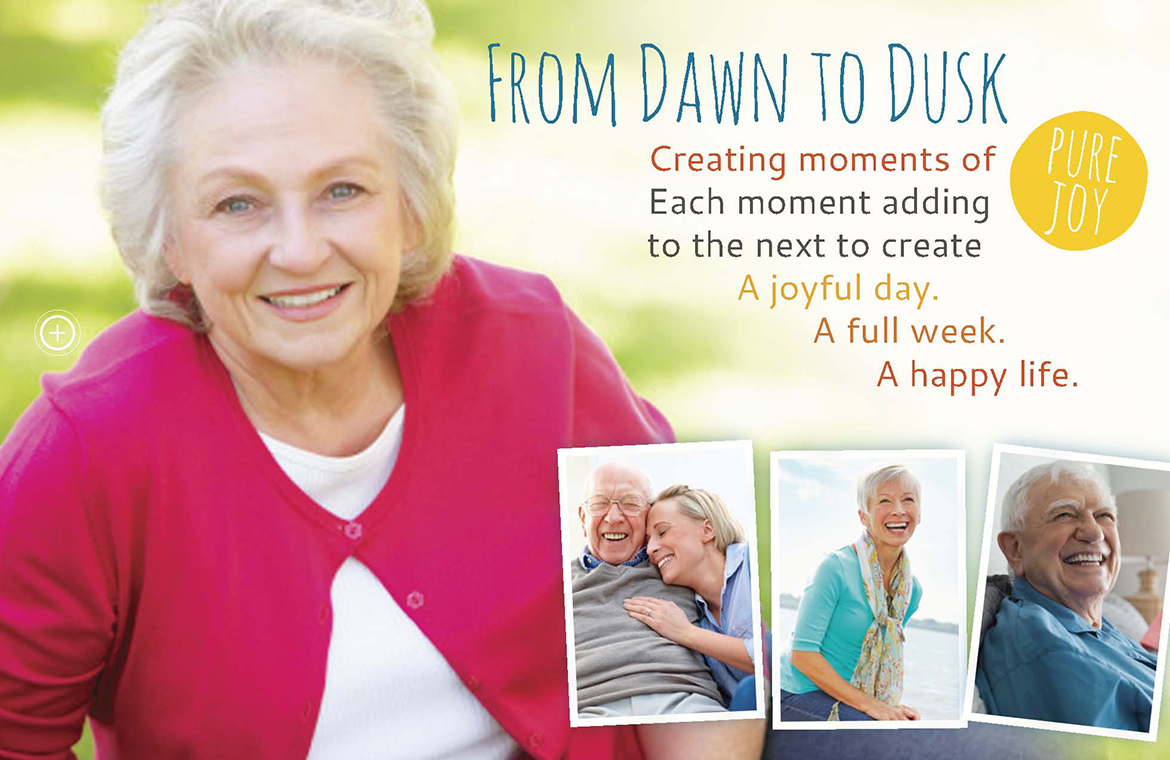 From Dawn to Dusk
Creating moments of
PURE
JOY
Each moment adding
to the next to create
A joyful day.
A full week.
A happy life.